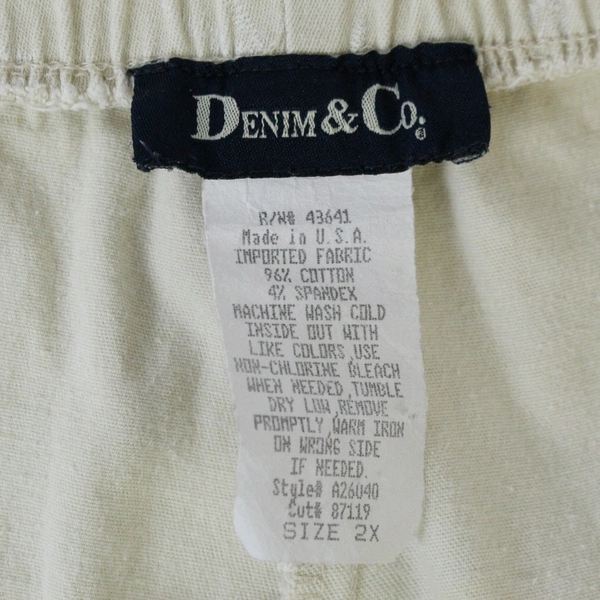 DENIM & CO.®
R/N# 43641
Made in U.S.A.
IMPORTED FABRIC
96% COTTON
4% SPANDEX
MACHINE WASH COLD
INSIDE OUT WITH
LIKE COLORS,USE
NON-CHLORINE BLEACH
WHEN NEEDED,TUMBLE
DRY LOW,REMOVE
PROMPTLY,WARM IRON
ON WRONG SIDE
IF NEEDED.
Style# A26040
Cut# 87119
SIZE 2X